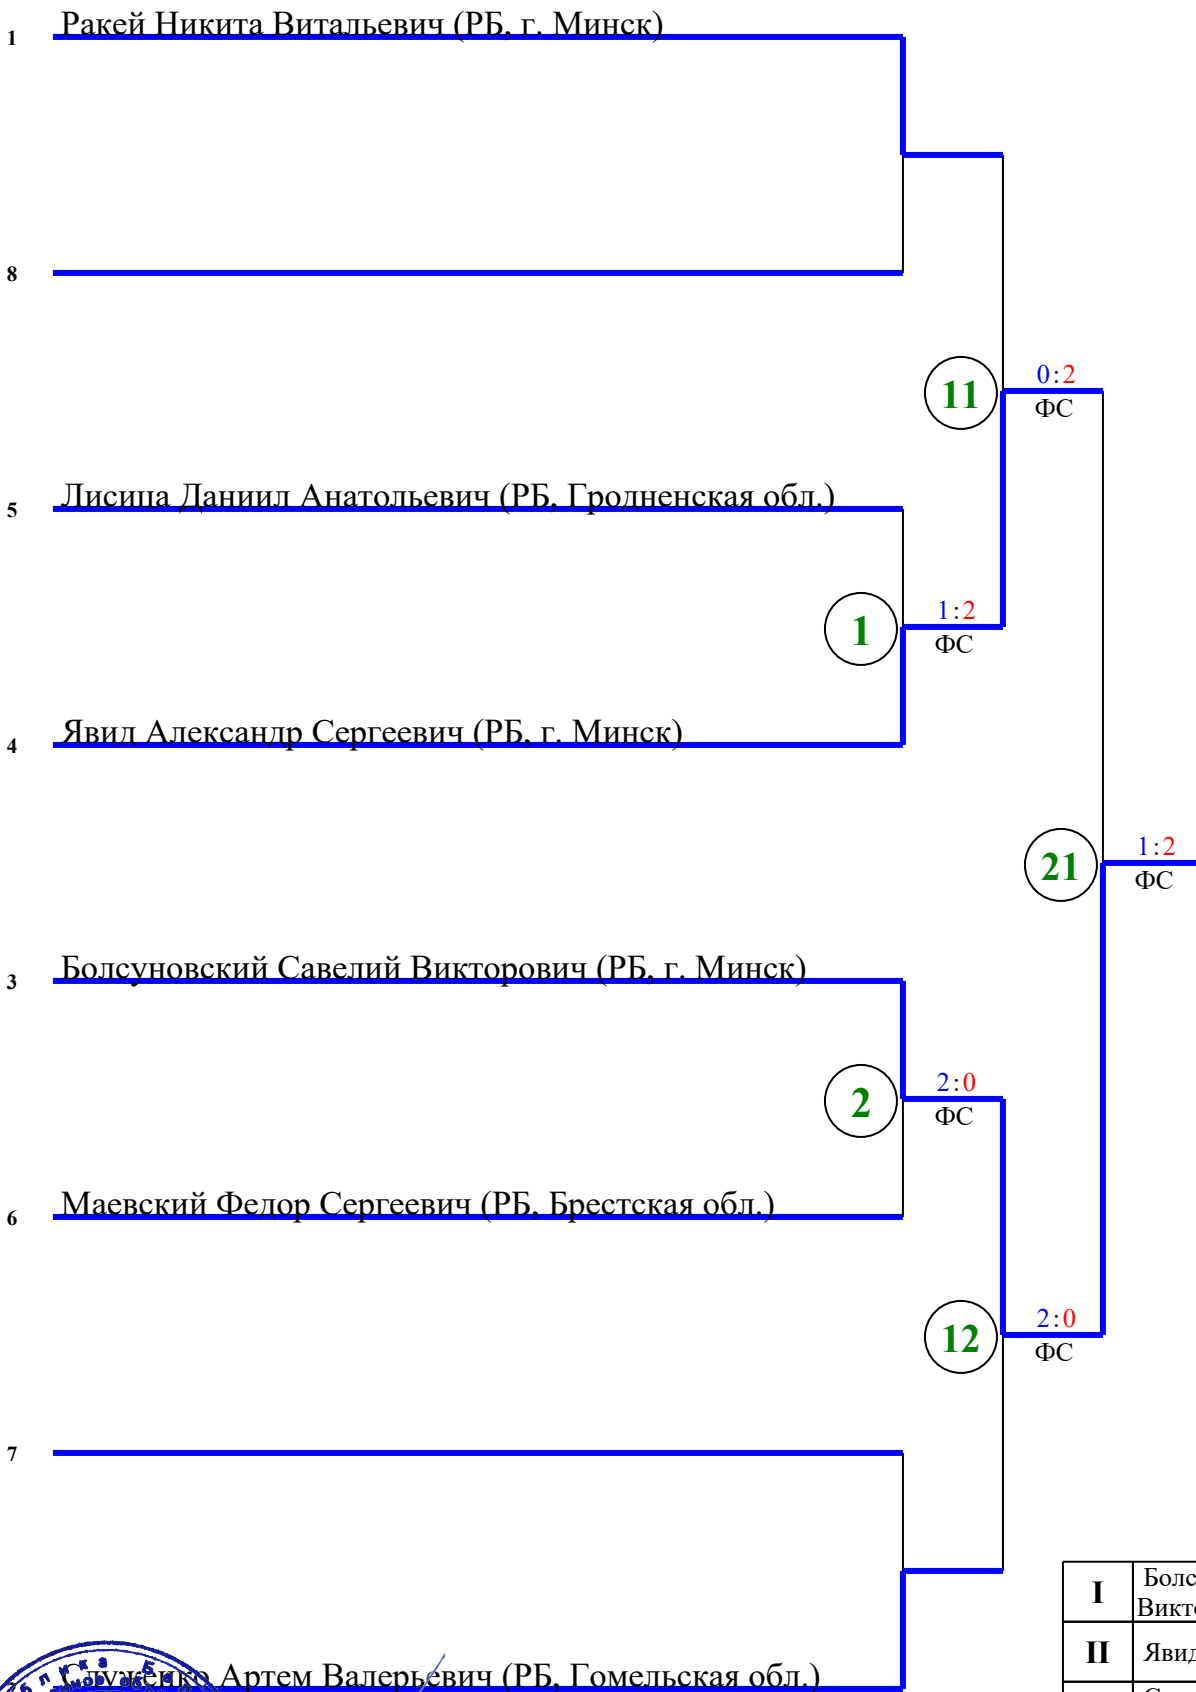 1 Ракей Никита Витальевич (РБ, г. Минск)
8
11 0:2
ФС
5 Лисица Даниил Анатольевич (РБ, Гродненская обл.)
1 1:2
ФС
4 Явид Александр Сергеевич (РБ, г. Минск)
21 1:2
ФС
3 Болсуновский Савелий Викторович (РБ, г. Минск)
2 2:0
ФС
6 Маевский Федор Сергеевич (РБ, Брестская обл.)
12 2:0
ФС
7
I Болс
Викто
II Явид
Артем Валерьевич (РБ, Гомельская обл.)